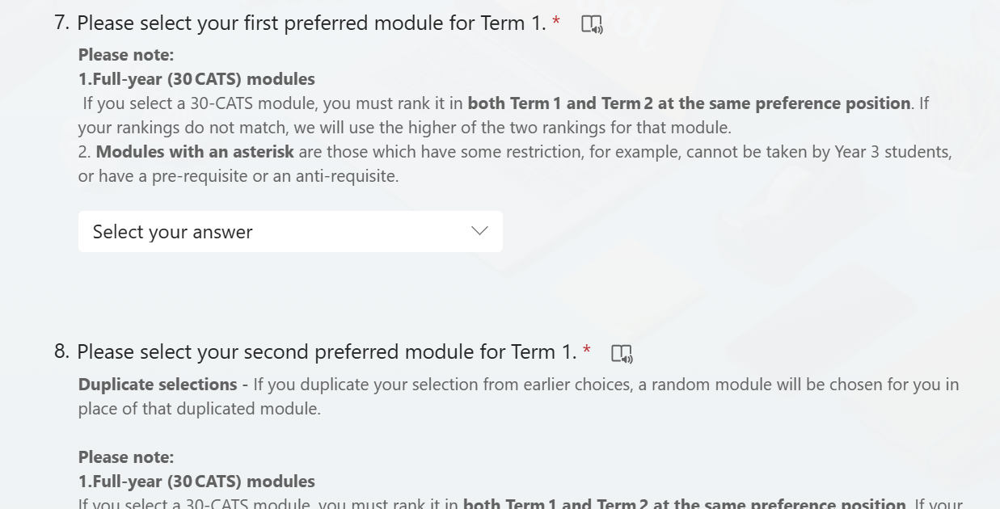 7. Please select your first preferred module for Term 1. *
Please note:
1.Full-year (30 CATS) modules
If you select a 30-CATS module, you must rank it in both Term 1 and Term 2 at the same preference position. If
your rankings do not match, we will use the higher of the two rankings for that module.
2. Modules with an asterisk are those which have some restriction, for example, cannot be taken by Year 3 students,
or have a pre-requisite or an anti-requisite.
Select your answer
8. Please select your second preferred module for Term 1. *
Duplicate selections - If you duplicate your selection from earlier choices, a random module will be chosen for you in
place of that duplicated module.
Please note:
1.Full-year (30 CATS) modules
If you select a 30-CATS module, you must rank it in both Term 1 and Term 2 at the same preference position. If your